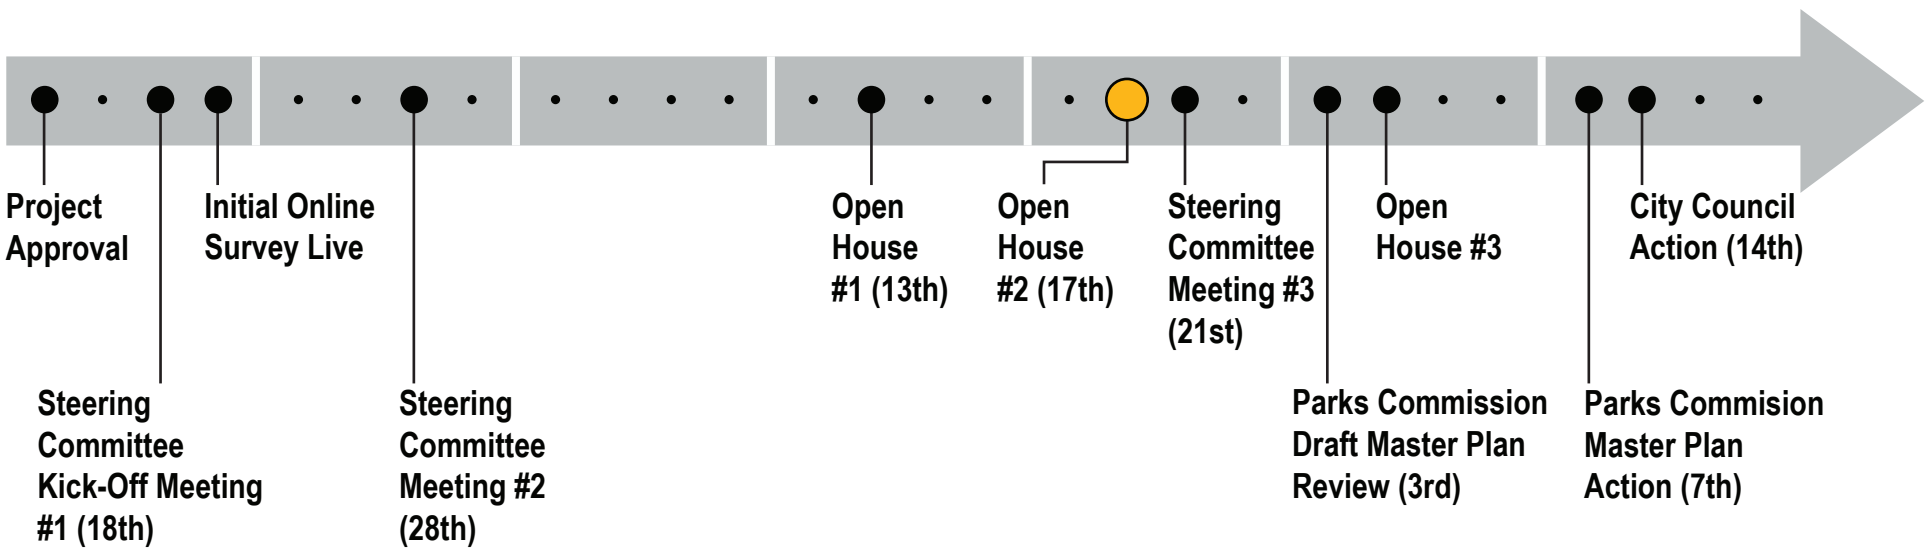 Project
Approval
Initial Online
Survey Live
Open
House
#1 (13th)
Open
House
#2 (17th)
Steering
Committee
Meeting #3
(21st)
Open
House #3
City Council
Action (14th)
Steering
Committee
Kick-Off Meeting
#1 (18th)
Steering
Committee
Meeting #2
(28th)
Parks Commission
Draft Master Plan
Review (3rd)
Parks Commision
Master Plan
Action (7th)